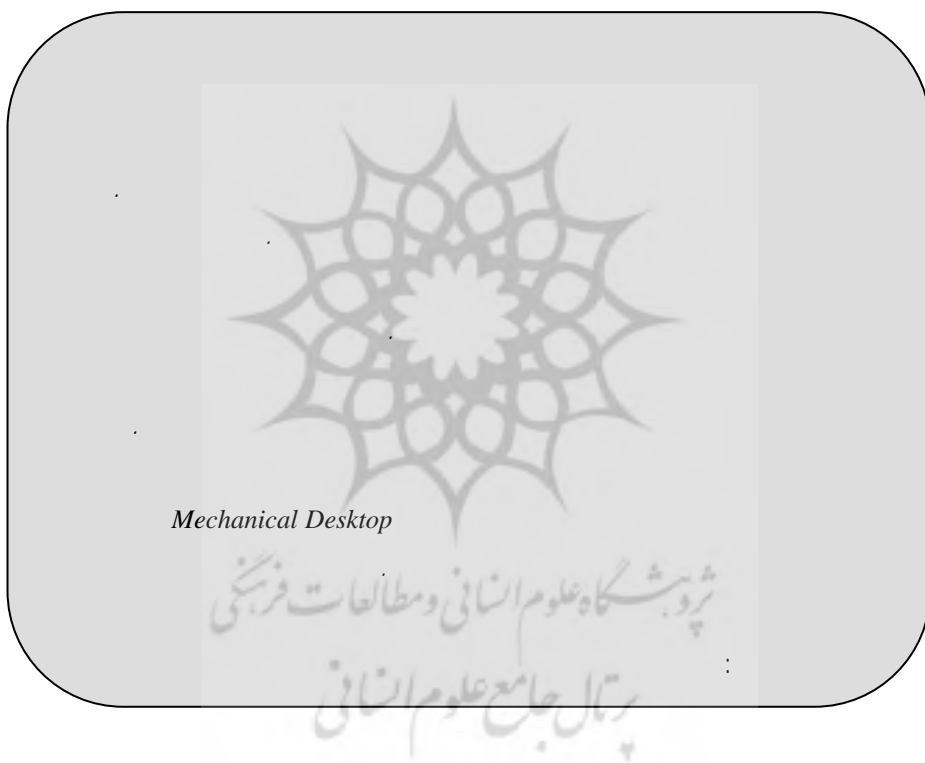 Mechanical Desktop
پژوهشگاه علوم انسانی و مطالعات فرهنگی
پرتال جامع علوم انسانی